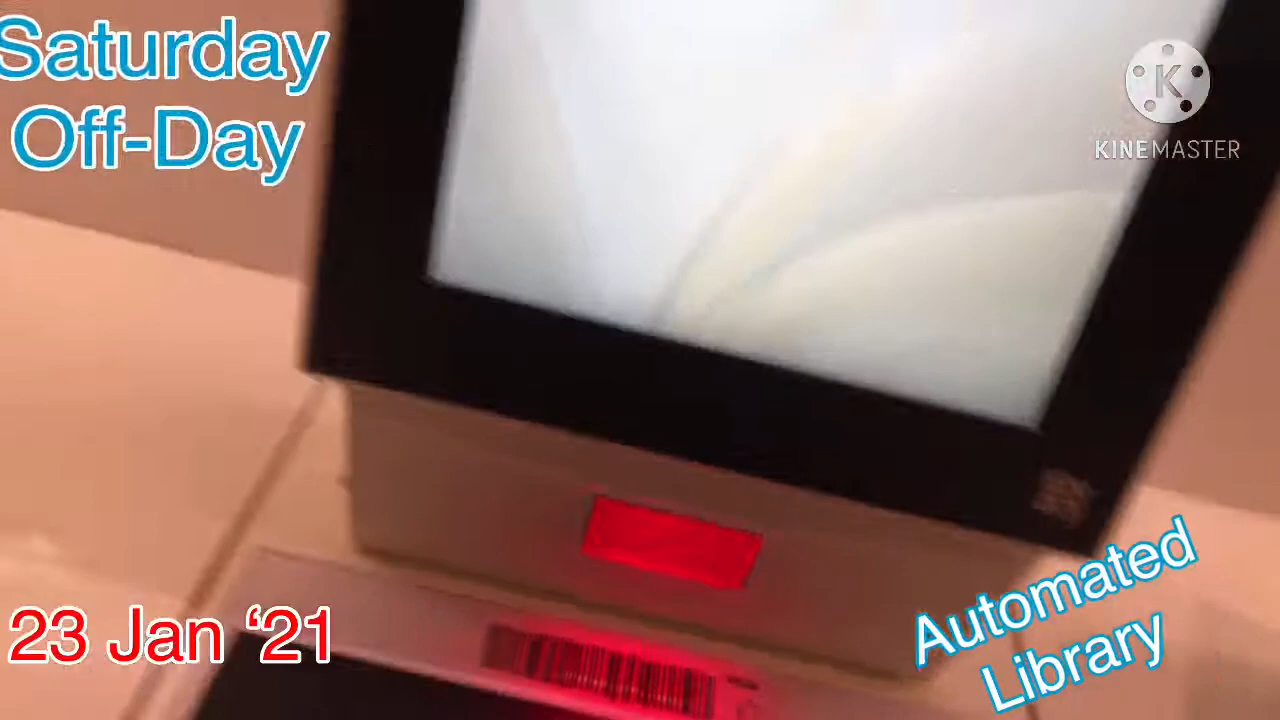 Saturday
Off-Day
K
KINEMASTER
23 Jan ‘21
Automated
Library